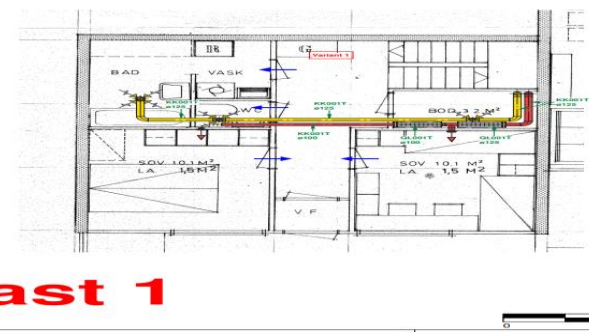 Variant 1
BAD
VASK
KK001T
ø125
KK001T
ø125
KK001T
ø125
BOD 3.2 M²
KK001T
ø100
GL001T
ø100
GL001T
ø125
SOV 10.1 M²
LA 1,5 M²
SOV 10.1 M²
LA 1,5 M²
V F
ast 1
0